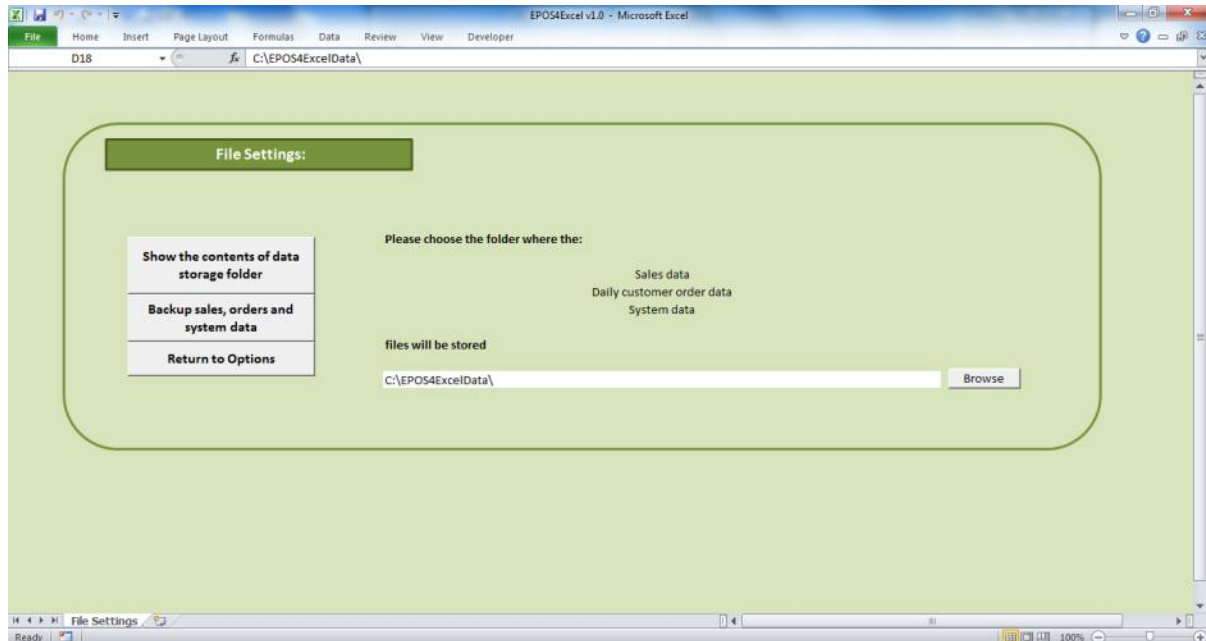 EPOS4Excel v1.0 - Microsoft Excel
File Home Insert Page Layout Formulas Data Review View Developer
D18 fx C:\EPOS4ExcelData\
File Settings:
Please choose the folder where the:
Show the contents of data
storage folder
Sales data
Daily customer order data
System data
Backup sales, orders and
system data
files will be stored
Return to Options
C:\EPOS4ExcelData\ Browse
File Settings
Ready 100%